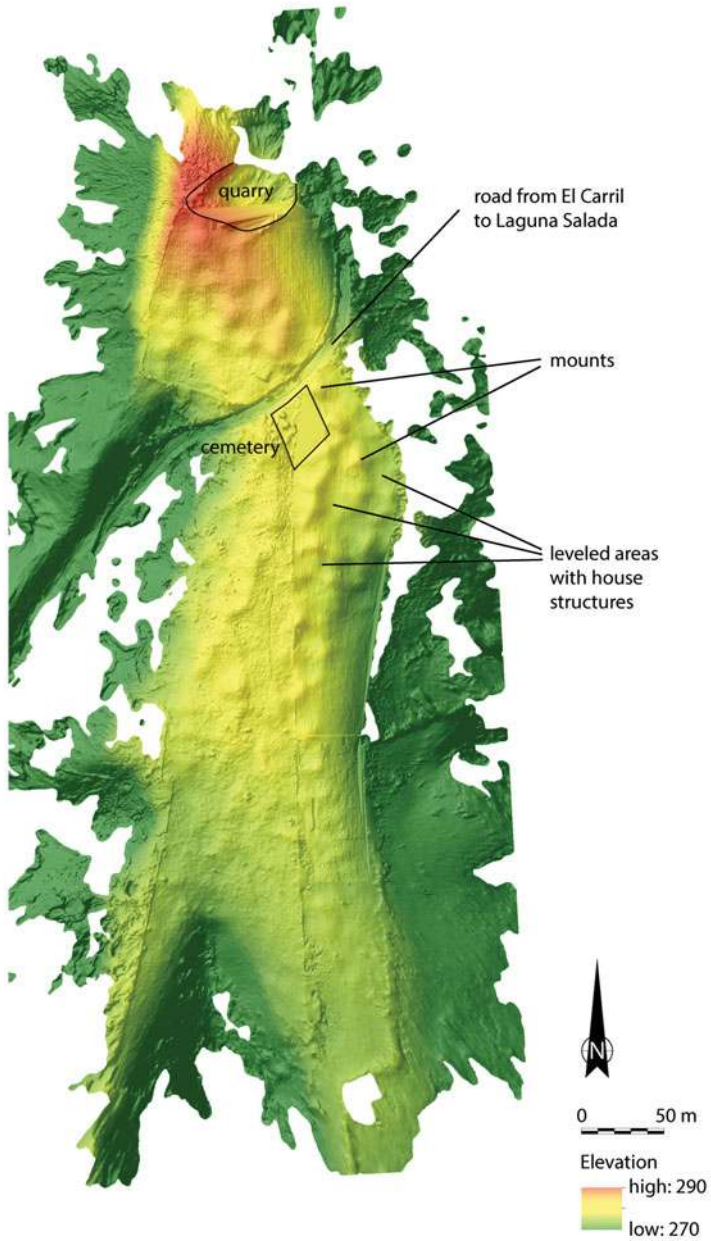 quarry
road from El Carril
to Laguna Salada
mounts
cemetery
leveled areas
with house
structures
N
0 50 m
Elevation
high: 290
low: 270